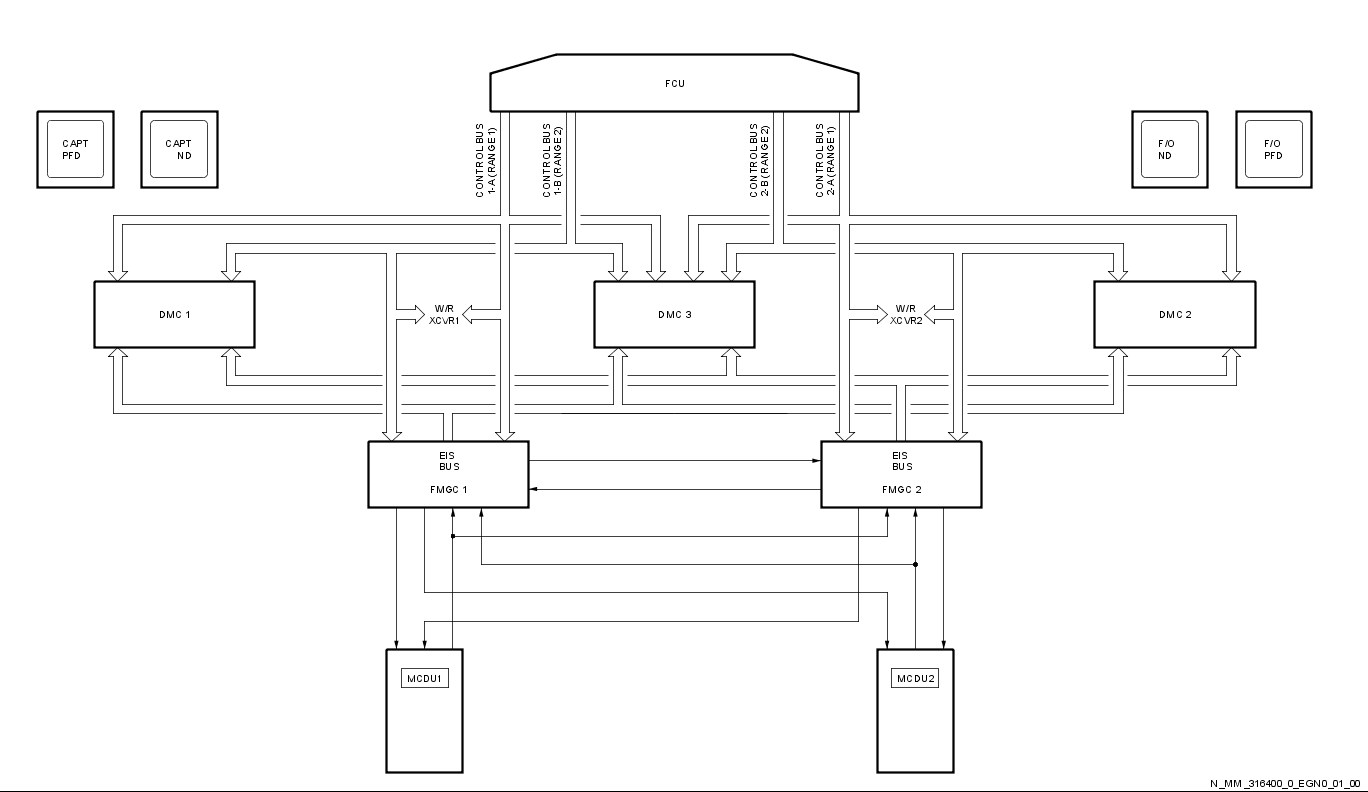 FCU
CONTROL BUS
1-A (RANGE 1)
CONTROL BUS
1-B (RANGE 2)
CONTROL BUS
2-B (RANGE 2)
CONTROL BUS
2-A (RANGE 1)
CAPT
PFD
CAPT
ND
F/O
ND
F/O
PFD
DMC 1
W/R
XCVR1
DMC 3
W/R
XCVR2
DMC 2
EIS
BUS
FMGC 1
EIS
BUS
FMGC 2
MCDU1
MCDU2
N_MM_316400_0_EGN0_01_00